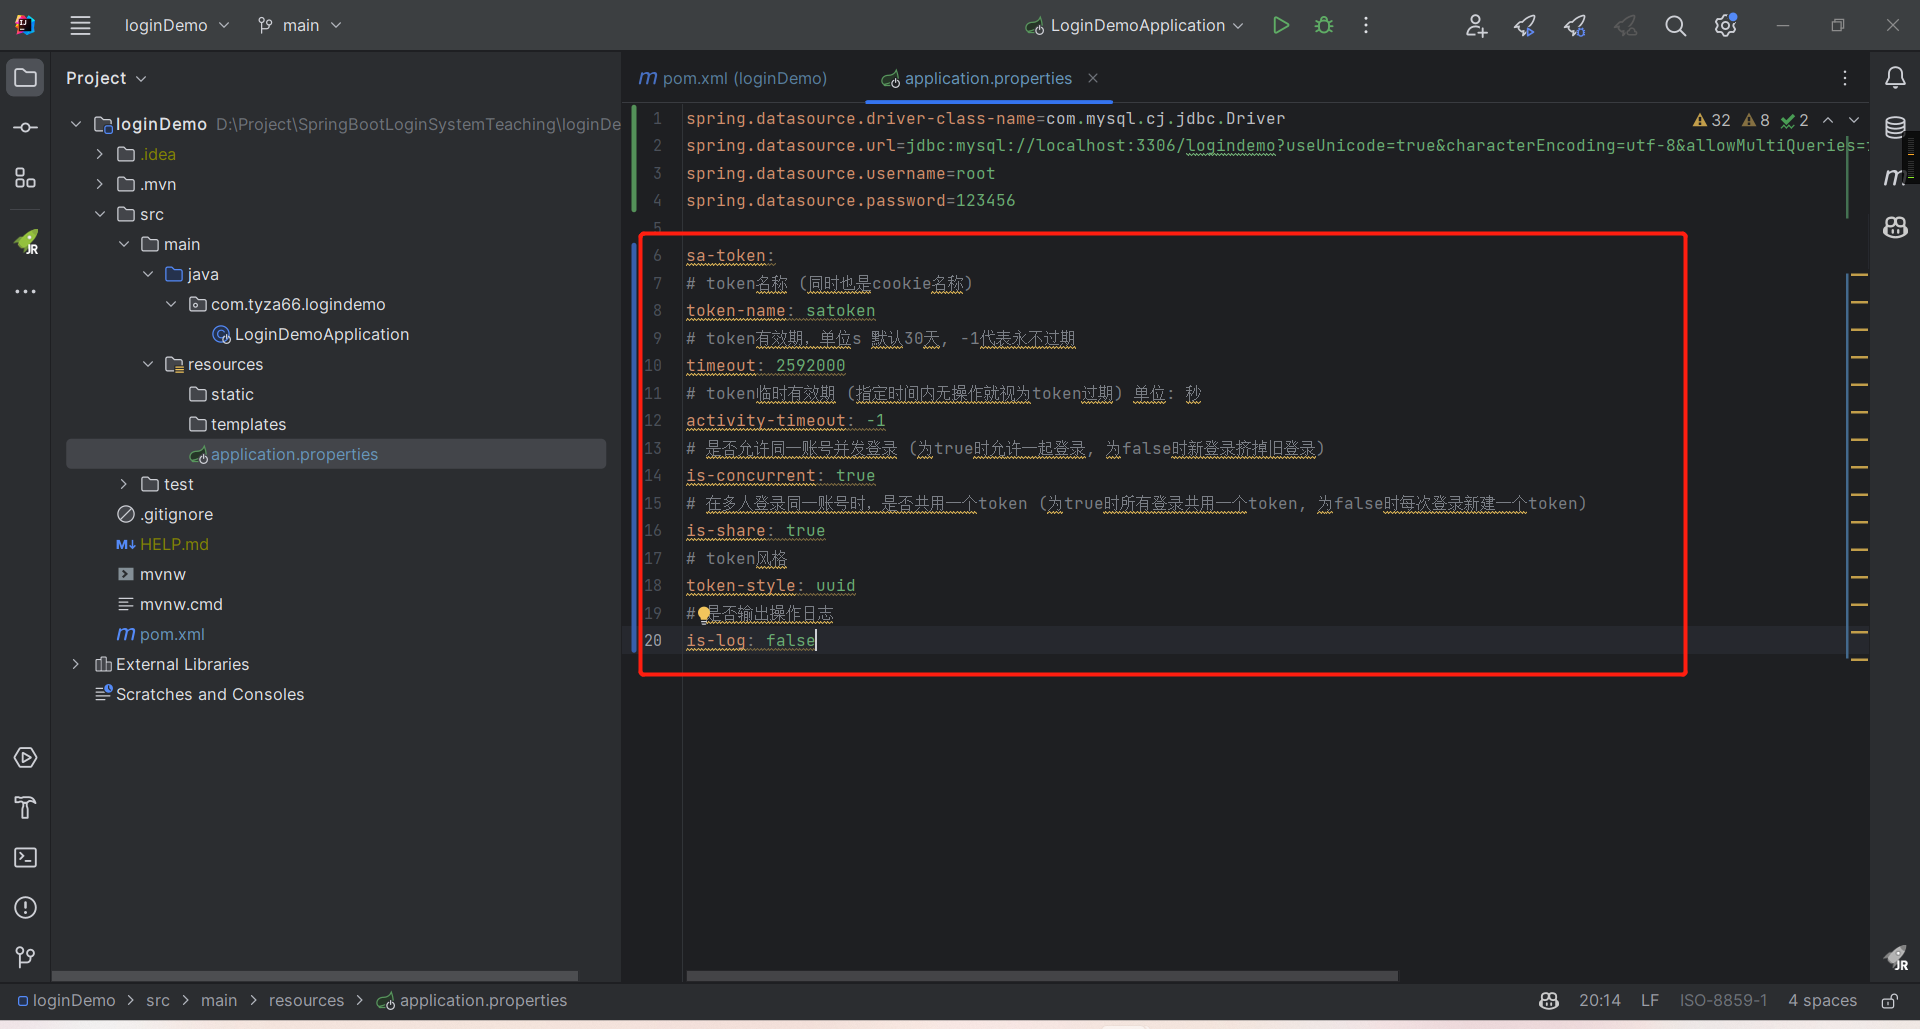 loginDemo main LoginDemoApplication
Project
pom.xml (loginDemo) application.properties
loginDemo D:\Project\SpringBootLoginSystemTeaching\loginDe
.idea
.mvn
src
main
java
com.tyza66.logindemo
LoginDemoApplication
resources
static
templates
application.properties
test
.gitignore
HELP.md
mvnw
mvnw.cmd
pom.xml
External Libraries
Scratches and Consoles
32 8 2
1 spring.datasource.driver-class-name=com.mysql.cj.jdbc.Driver
2 spring.datasource.url=jdbc:mysql://localhost:3306/logindemo?useUnicode=true&characterEncoding=utf-8&allowMultiQueries=
3 spring.datasource.username=root
4 spring.datasource.password=123456
5
6 sa-token:
7 # token名称 (同时也是cookie名称)
8 token-name: satoken
9 # token有效期，单位s 默认30天, -1代表永不过期
10 timeout: 2592000
11 # token临时有效期 (指定时间内无操作就视为token过期) 单位: 秒
12 activity-timeout: -1
13 # 是否允许同一账号并发登录 (为true时允许一起登录, 为false时新登录挤掉旧登录)
14 is-concurrent: true
15 # 在多人登录同一账号时，是否共用一个token (为true时所有登录共用一个token, 为false时每次登录新建一个token)
16 is-share: true
17 # token风格
18 token-style: uuid
19 # 是否输出操作日志
20 is-log: false
loginDemo > src > main > resources > application.properties
20:14 LF ISO-8859-1 4 spaces